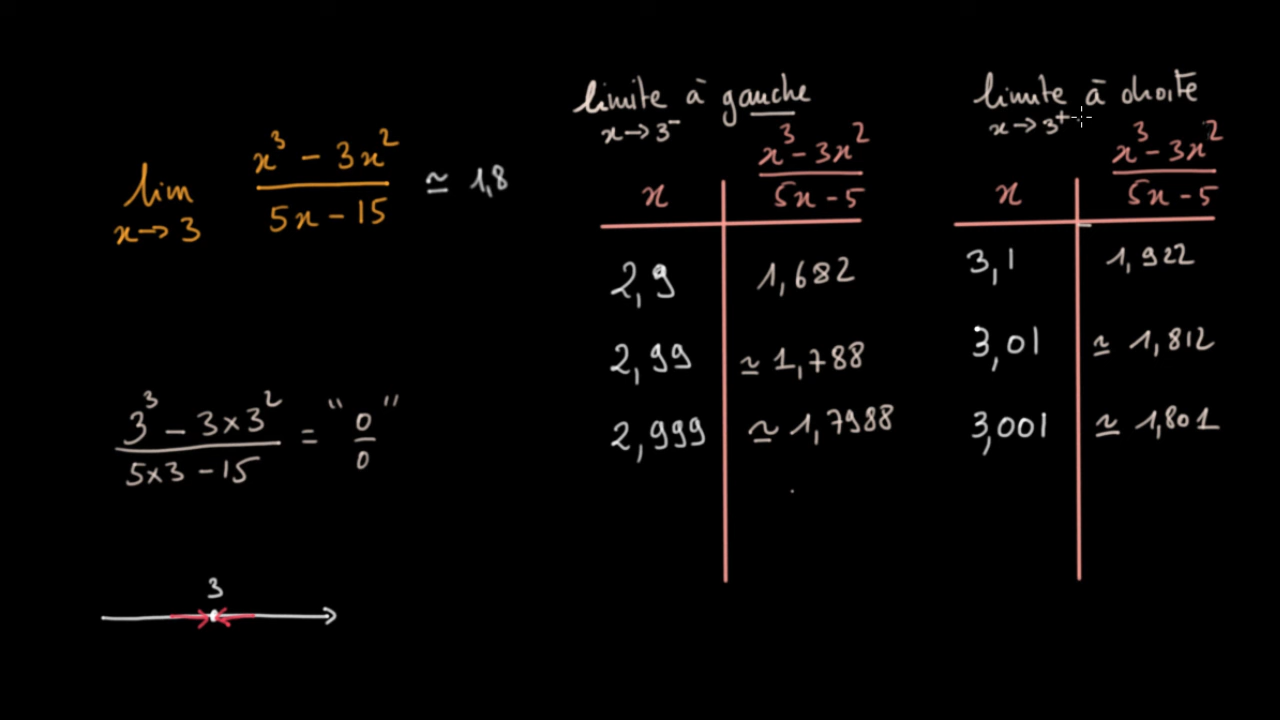 lim x→3 (x³ − 3x²)/(5x − 15) ≃ 1,8
(3³ − 3×3²)/(5×3 − 15) = "0/0"
3
limite à gauche
x→3⁻
x | (x³ − 3x²)/(5x − 5)
2,9 | 1,682
2,99 | ≃ 1,788
2,999 | ≃ 1,7988
limite à droite
x→3⁺
x | (x³ − 3x²)/(5x − 5)
3,1 | 1,922
3,01 | ≃ 1,812
3,001 | ≃ 1,801